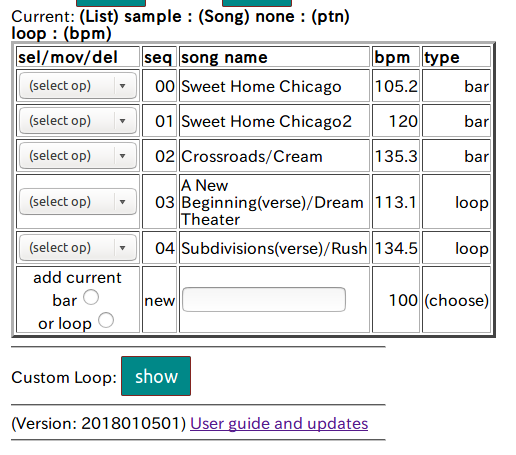 Current: (List) sample : (Song) none : (ptn)
loop : (bpm)
sel/mov/del seq song name bpm type
(select op) 00 Sweet Home Chicago 105.2 bar
(select op) 01 Sweet Home Chicago2 120 bar
(select op) 02 Crossroads/Cream 135.3 bar
(select op) 03 A New
Beginning(verse)/Dream 113.1 loop
Theater
(select op) 04 Subdivisions(verse)/Rush 134.5 loop
add current
bar new 100 (choose)
or loop
Custom Loop: show
(Version: 2018010501) User guide and updates